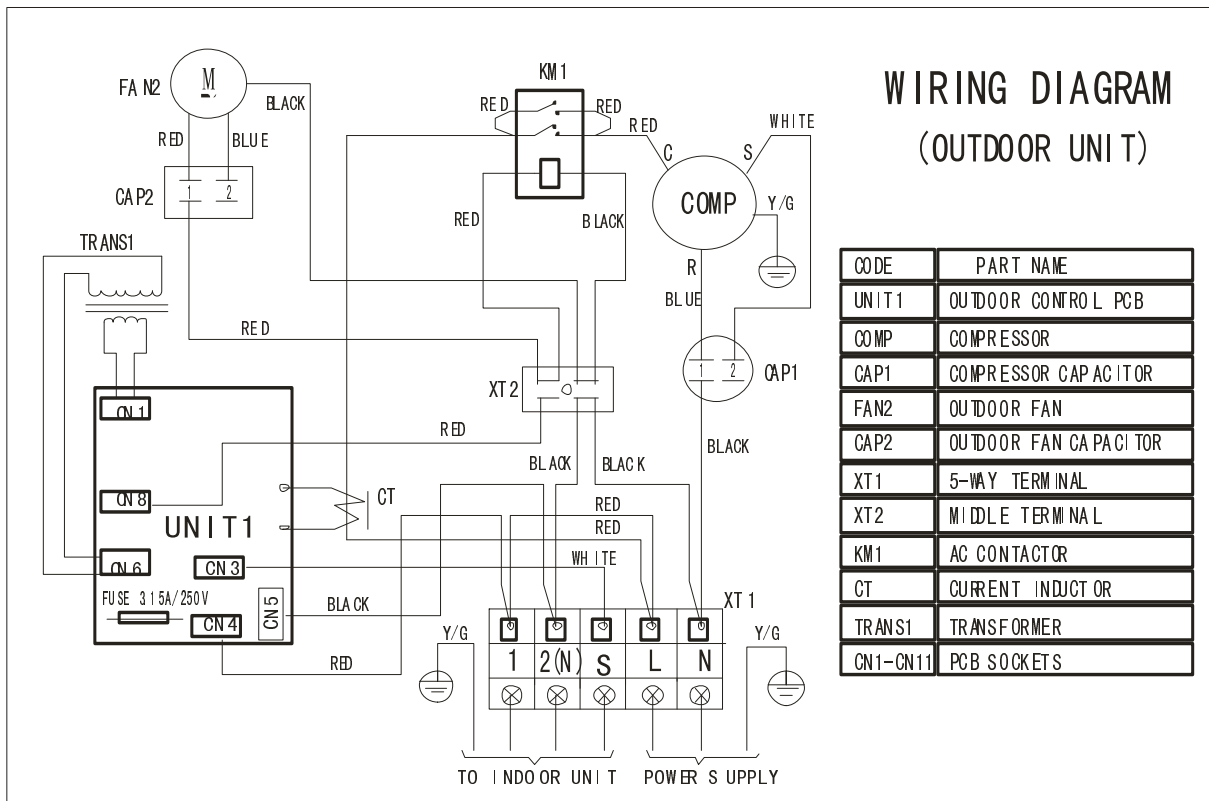 WIRING DIAGRAM
(OUTDOOR UNIT)
FAN2
M
BLACK
RED
BLUE
CAP2
1 2
TRANS1
KM1
RED
RED
RED
C
S
WHITE
COMP
Y/G
RED
BLACK
R
BLUE
1 2
CAP1
RED
XT2
RED
BLACK
BLACK
BLACK
CN1
CN8
CT
UNIT1
RED
RED
CN6
CN3
WHITE
FUSE 3.15A/250V
CN4
CN5
BLACK
RED
XT1
Y/G
Y/G
1 2(N) S L N
TO INDOOR UNIT
POWER SUPPLY
CODE PART NAME
UNIT1 OUTDOOR CONTROL PCB
COMP COMPRESSOR
CAP1 COMPRESSOR CAPACITOR
FAN2 OUTDOOR FAN
CAP2 OUTDOOR FAN CAPACITOR
XT1 5-WAY TERMINAL
XT2 MIDDLE TERMINAL
KM1 AC CONTACTOR
CT CURRENT INDUCTOR
TRANS1 TRANSFORMER
CN1-CN11 PCB SOCKETS